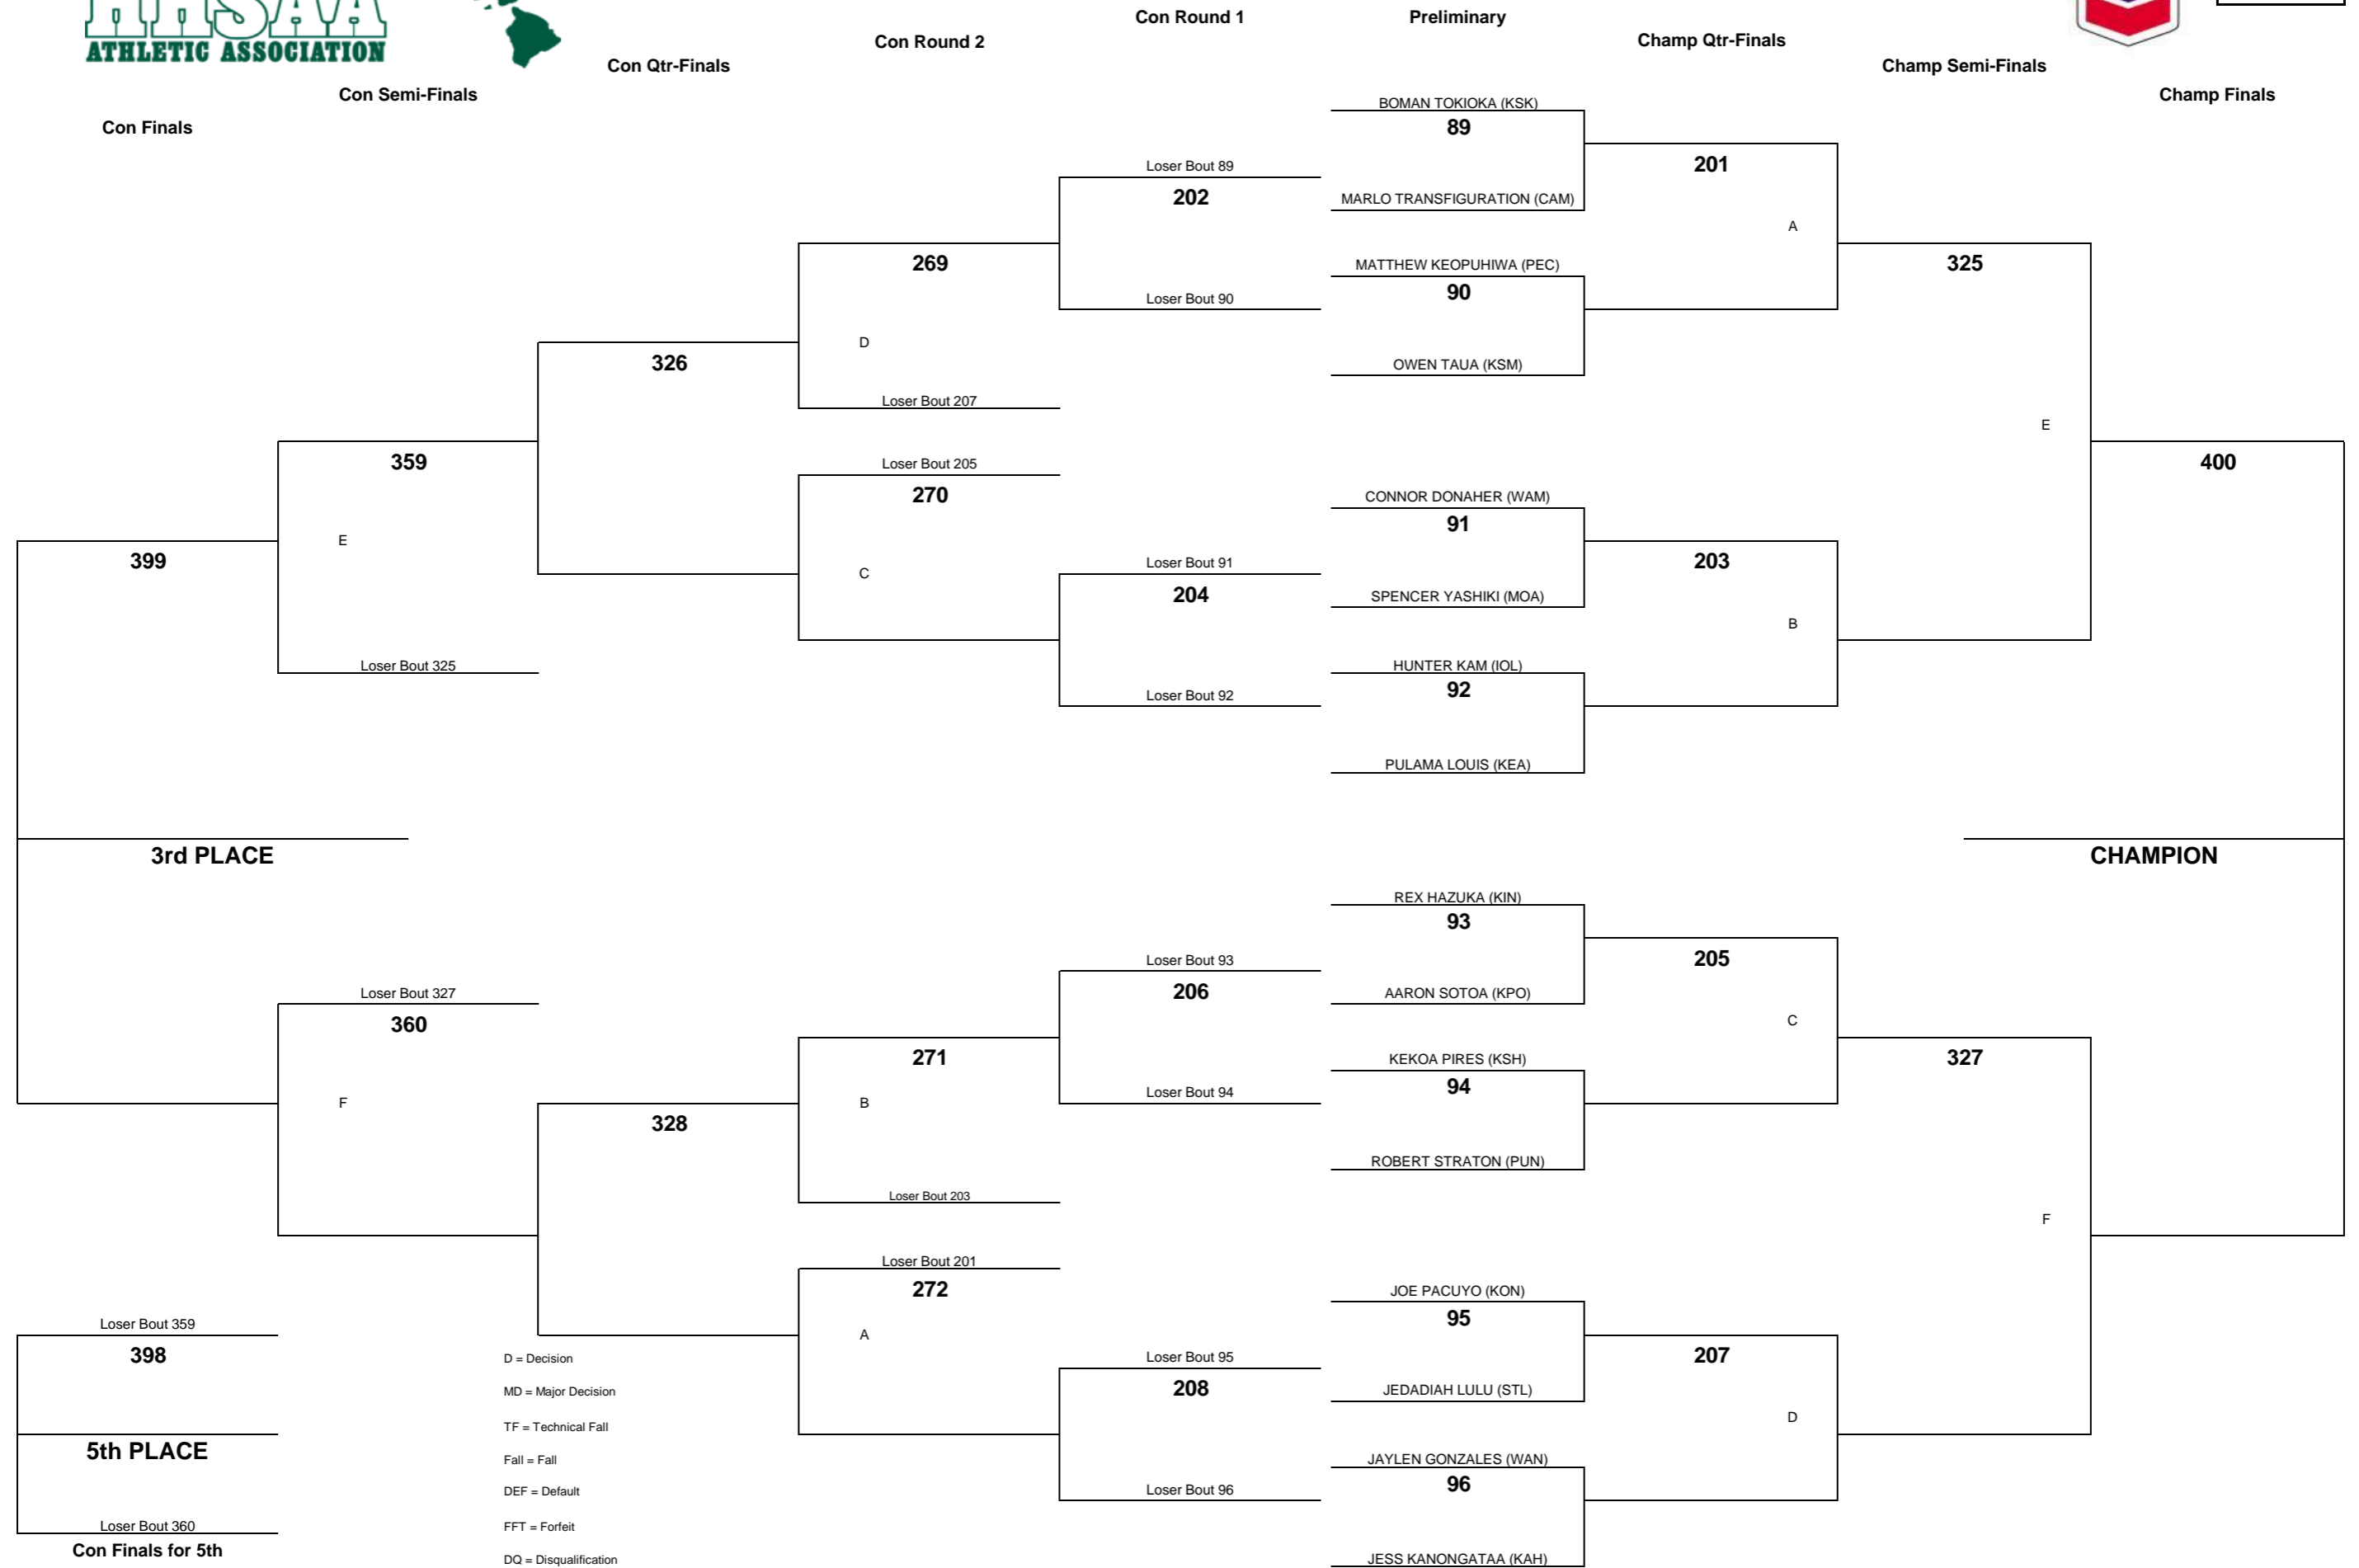 HHSAA
ATHLETIC ASSOCIATION
Con Finals
Con Semi-Finals
Con Qtr-Finals
Con Round 2
Con Round 1
Preliminary
Champ Qtr-Finals
Champ Semi-Finals
Champ Finals
BOMAN TOKIOKA (KSK)
89
MARLO TRANSFIGURATION (CAM)
MATTHEW KEOPUHIWA (PEC)
90
OWEN TAUA (KSM)
CONNOR DONAHER (WAM)
91
SPENCER YASHIKI (MOA)
HUNTER KAM (IOL)
92
PULAMA LOUIS (KEA)
REX HAZUKA (KIN)
93
AARON SOTOA (KPO)
KEKOA PIRES (KSH)
94
ROBERT STRATON (PUN)
JOE PACUYO (KON)
95
JEDADIAH LULU (STL)
JAYLEN GONZALES (WAN)
96
JESS KANONGATAA (KAH)
201
A
203
B
205
C
207
D
325
E
327
F
400
CHAMPION
Loser Bout 89
202
Loser Bout 90
Loser Bout 91
204
Loser Bout 92
Loser Bout 93
206
Loser Bout 94
Loser Bout 95
208
Loser Bout 96
269
D
Loser Bout 207
Loser Bout 205
270
C
271
B
Loser Bout 203
Loser Bout 201
272
A
326
328
359
E
Loser Bout 325
Loser Bout 327
360
F
399
3rd PLACE
Loser Bout 359
398
5th PLACE
Loser Bout 360
Con Finals for 5th
D = Decision
MD = Major Decision
TF = Technical Fall
Fall = Fall
DEF = Default
FFT = Forfeit
DQ = Disqualification